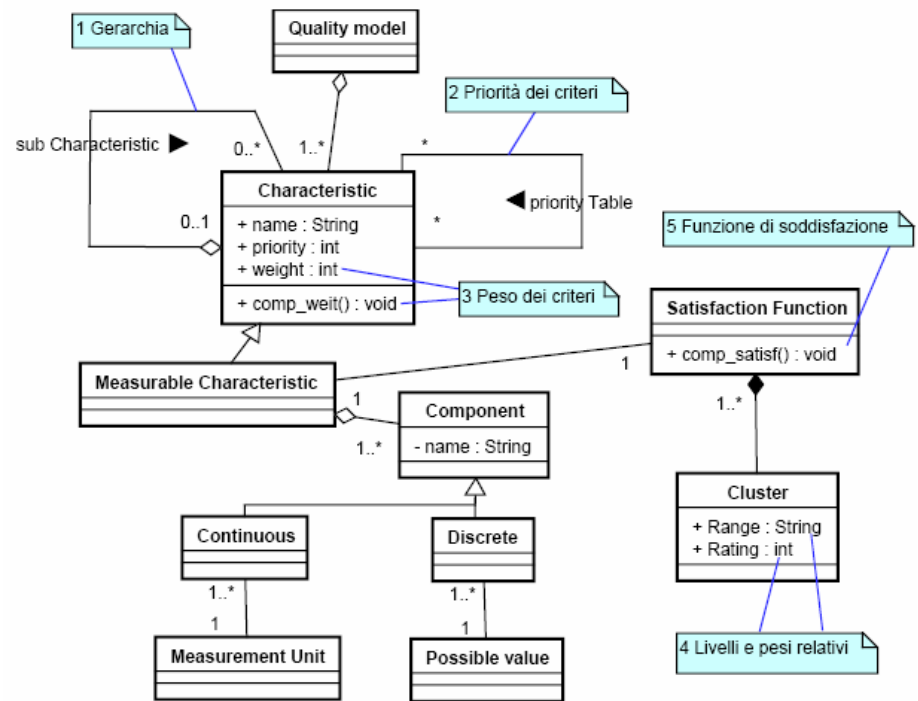 1 Gerarchia
Quality model
2 Priorità dei criteri
sub Characteristic ►
0..*
1..*
*
Characteristic
◄ priority Table
0..1
+ name : String
*
+ priority : int
+ weight : int
5 Funzione di soddisfazione
3 Peso dei criteri
+ comp_weit() : void
Satisfaction Function
+ comp_satisf() : void
1
Measurable Characteristic
1
Component
1..*
1..*
- name : String
Cluster
Continuous
Discrete
+ Range : String
+ Rating : int
1..*
1..*
1
1
4 Livelli e pesi relativi
Measurement Unit
Possible value